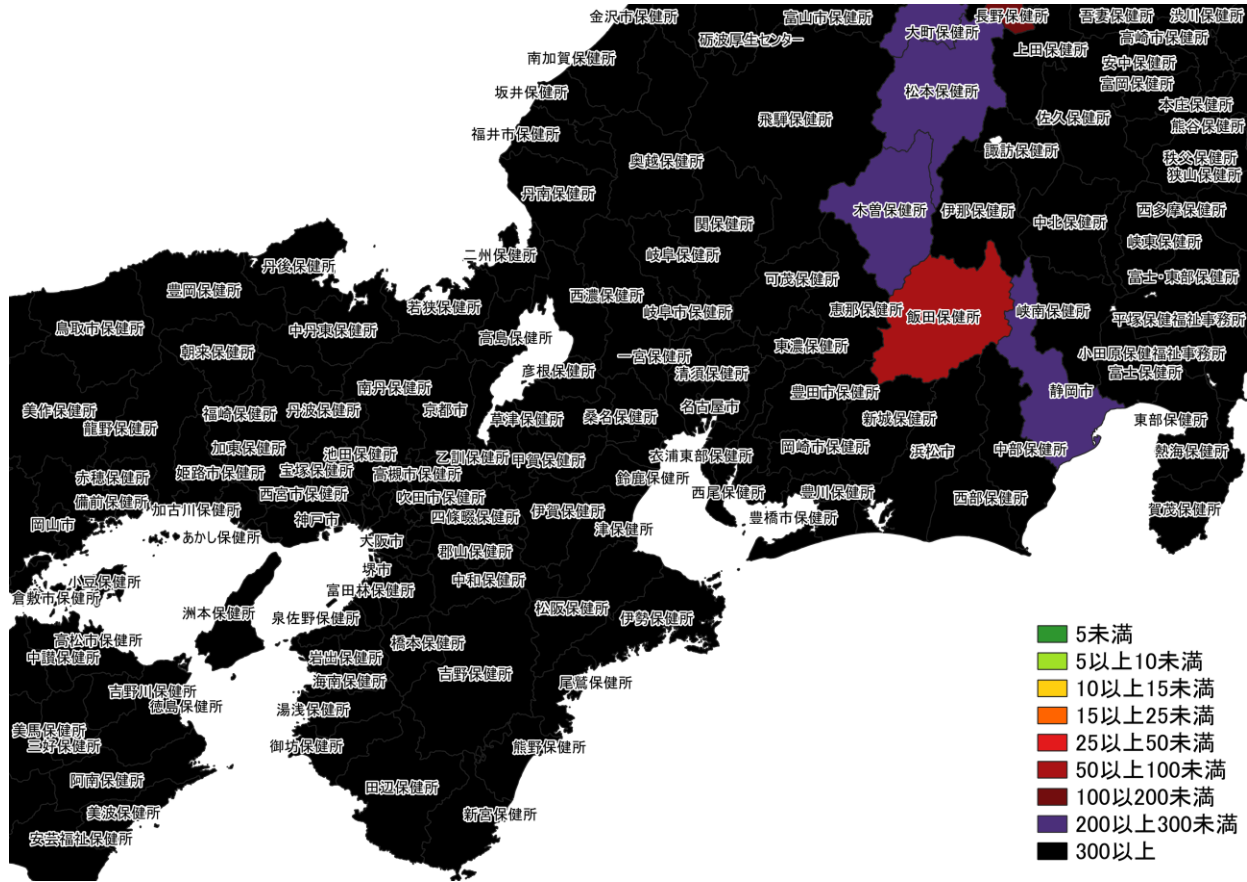 金沢市保健所
富山市保健所
長野保健所
吾妻保健所
渋川保健所
砺波厚生センター
大町保健所
上田保健所
高崎市保健所
南加賀保健所
安中保健所
富岡保健所
坂井保健所
松本保健所
本庄保健所
福井市保健所
飛騨保健所
佐久保健所
熊谷保健所
奥越保健所
諏訪保健所
秩父保健所
狭山保健所
丹南保健所
関保健所
木曽保健所
伊那保健所
中北保健所
西多摩保健所
二州保健所
岐阜保健所
峡東保健所
丹後保健所
可茂保健所
富士・東部保健所
豊岡保健所
若狭保健所
西濃保健所
岐阜市保健所
恵那保健所
飯田保健所
峡南保健所
平塚保健福祉事務所
鳥取市保健所
中丹東保健所
高島保健所
朝来保健所
一宮保健所
東濃保健所
小田原保健福祉事務所
彦根保健所
清須保健所
富士保健所
南丹保健所
豊田市保健所
静岡市
美作保健所
福崎保健所
丹波保健所
京都市
草津保健所
桑名保健所
名古屋市
新城保健所
東部保健所
龍野保健所
加東保健所
池田保健所
乙訓保健所
甲賀保健所
衣浦東部保健所
岡崎市保健所
浜松市
中部保健所
熱海保健所
赤穂保健所
姫路市保健所
宝塚保健所
高槻市保健所
鈴鹿保健所
備前保健所
加古川保健所
西宮市保健所
吹田市保健所
伊賀保健所
西尾保健所
豊川保健所
西部保健所
賀茂保健所
岡山市
あかし保健所
神戸市
四條畷保健所
津保健所
豊橋市保健所
大阪市
郡山保健所
堺市
小豆保健所
富田林保健所
中和保健所
倉敷市保健所
洲本保健所
泉佐野保健所
松阪保健所
伊勢保健所
高松市保健所
中讃保健所
岩出保健所
橋本保健所
海南保健所
吉野保健所
尾鷲保健所
吉野川保健所
徳島保健所
湯浅保健所
美馬保健所
三好保健所
御坊保健所
熊野保健所
阿南保健所
田辺保健所
美波保健所
新宮保健所
安芸福祉保健所
5未満
5以上10未満
10以上15未満
15以上25未満
25以上50未満
50以上100未満
100以200未満
200以上300未満
300以上